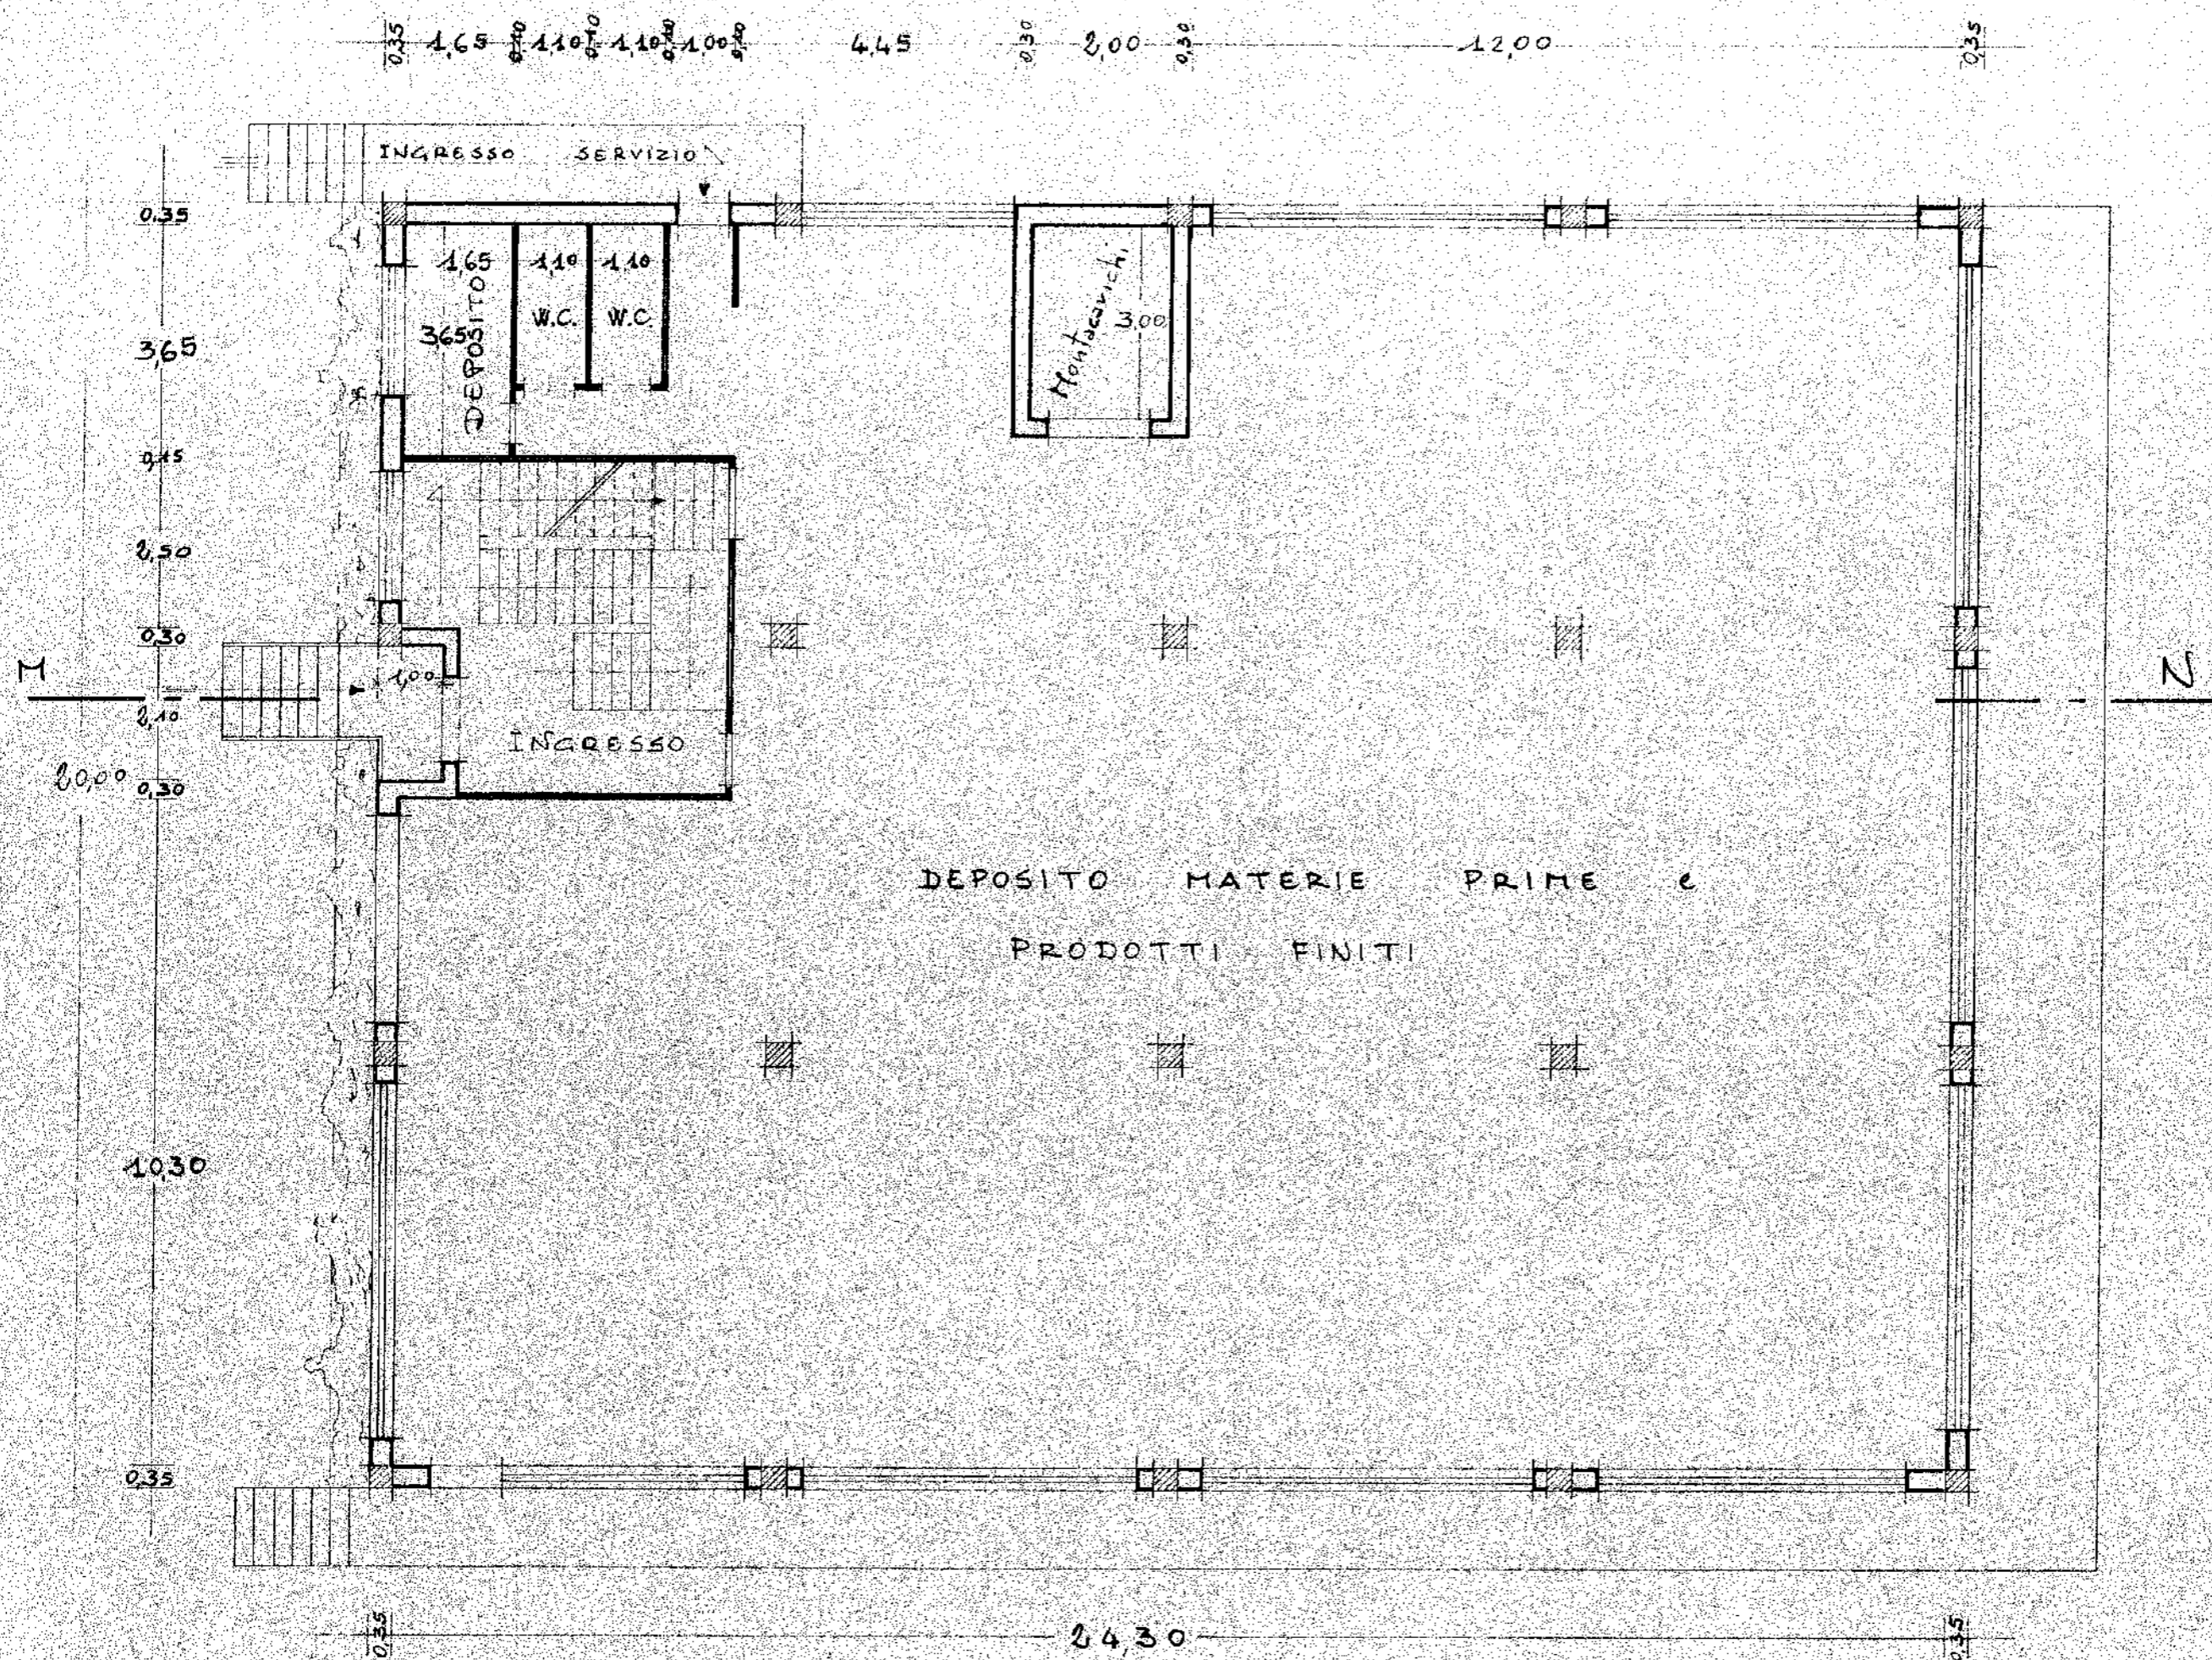 0,35 1,65 0,10 1,10 0,10 1,10 0,10 1,00 0,10 4,45 0,30 2,00 0,30 12,00 0,35
INGRESSO SERVIZIO
0,35
1,65 1,10 1,10
DEPOSITO
W.C. W.C.
3,65
3,65
Montacarichi
3,00
0,15
2,50
0,30
M
1,00
N
2,10
INGRESSO
20,00
0,30
DEPOSITO MATERIE PRIME e
PRODOTTI FINITI
10,30
0,35
0,35 24,30 0,35